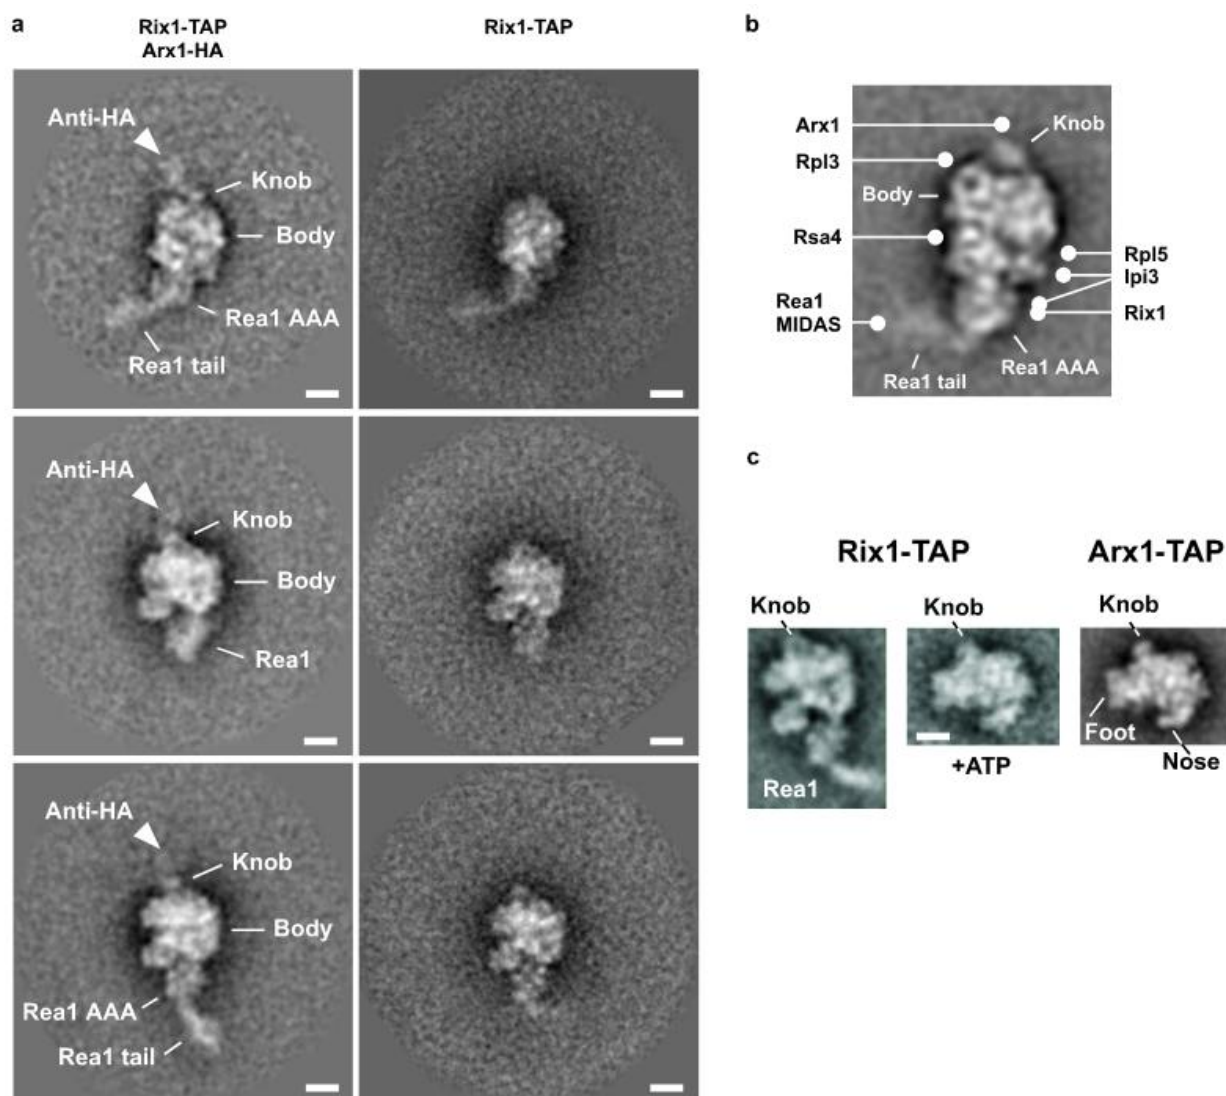 a
Rix1-TAP
Arx1-HA
Rix1-TAP
Anti-HA
Knob
Body
Rea1 AAA
Rea1 tail
Anti-HA
Knob
Body
Rea1
Anti-HA
Knob
Body
Rea1 AAA
Rea1 tail
b
Arx1
Knob
Rpl3
Body
Rsa4
Rpl5
Ipi3
Rea1
MIDAS
Rix1
Rea1 AAA
Rea1 tail
c
Rix1-TAP
Arx1-TAP
Knob
Knob
Knob
Rea1
+ATP
Foot
Nose